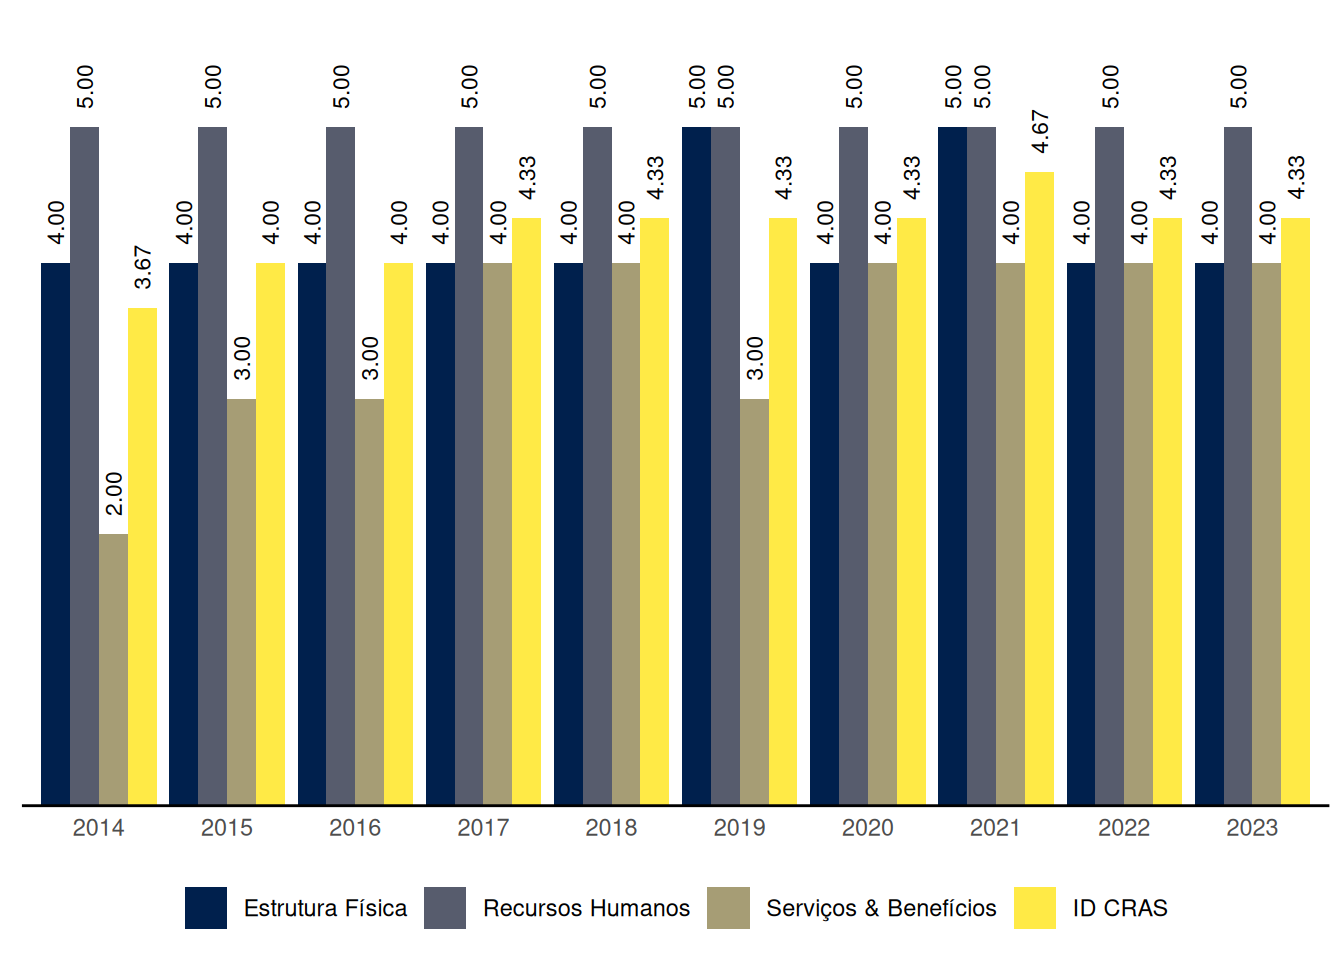 5.00 5.00 5.00 5.00 5.00 5.00 5.00 5.00 5.00 5.00 5.00 5.00
4.67
4.33 4.33 4.33 4.33 4.33 4.33
4.00 4.00 4.00 4.00 4.00 4.00 4.00 4.00 4.00 4.00 4.00 4.00 4.00 4.00 4.00 4.00
3.67
3.00 3.00 3.00
2.00
2014 2015 2016 2017 2018 2019 2020 2021 2022 2023
Estrutura Física Recursos Humanos Serviços & Benefícios ID CRAS